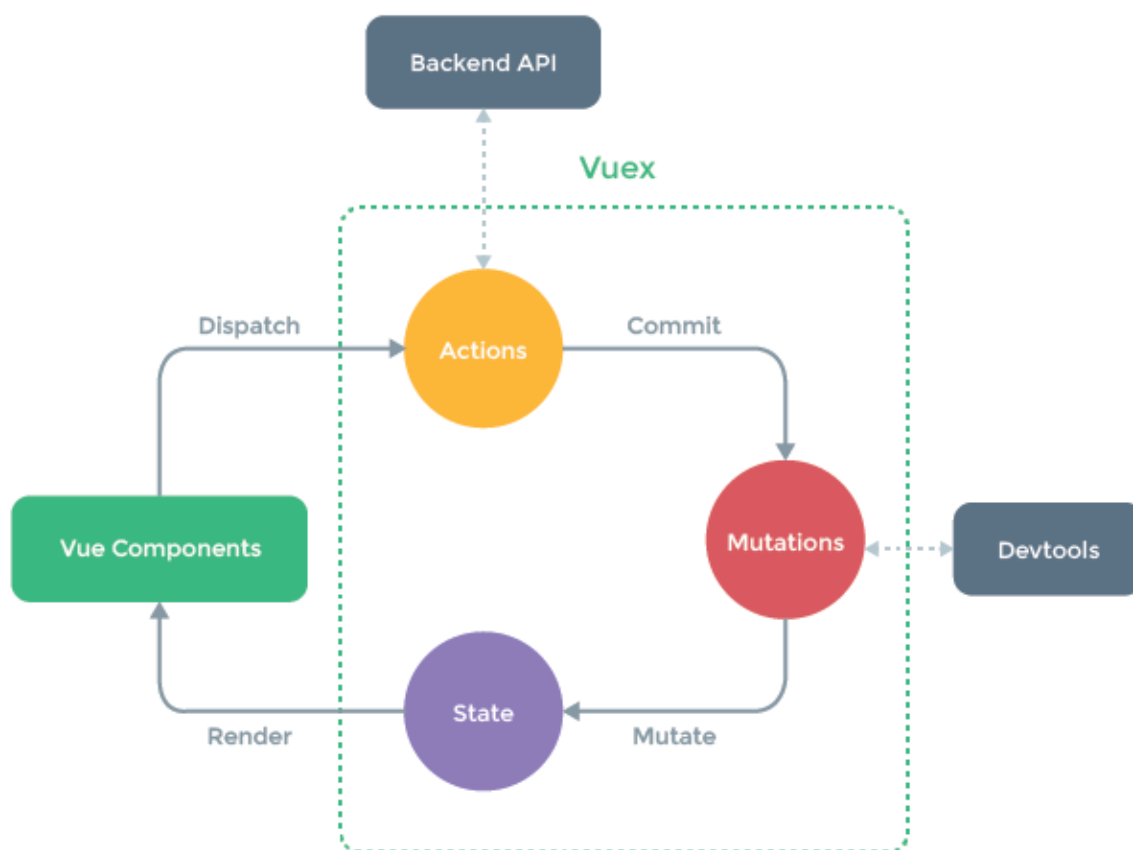 Backend API
Vuex
Dispatch
Commit
Actions
Mutations
Vue Components
Devtools
State
Render
Mutate